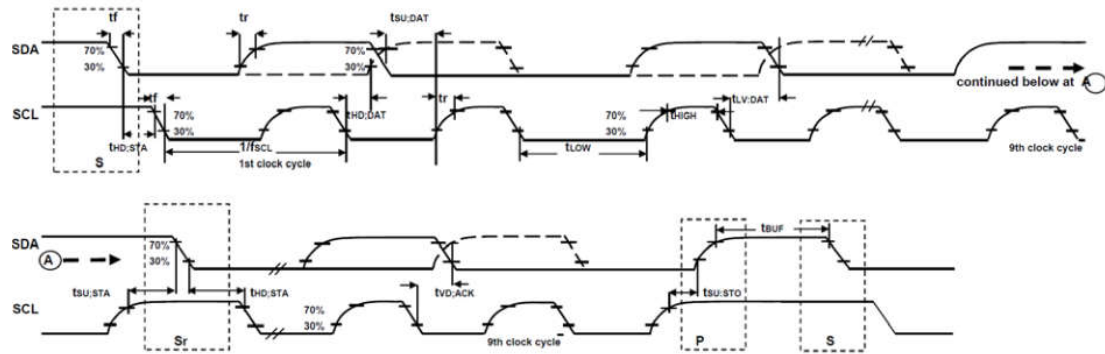 tf tr tSU;DAT
SDA 70% 70%
30% 30%
continued below at A
SCL tf 70% tHD;DAT tr 70% tHIGH tLV;DAT
30% 30%
tHD;STA 1/fSCL tLOW
S 1st clock cycle 9th clock cycle
SDA 70% tBUF
A 30%
tSU;STA tHD;STA tVD;ACK tSU:STO
SCL 70%
30%
Sr 9th clock cycle P S